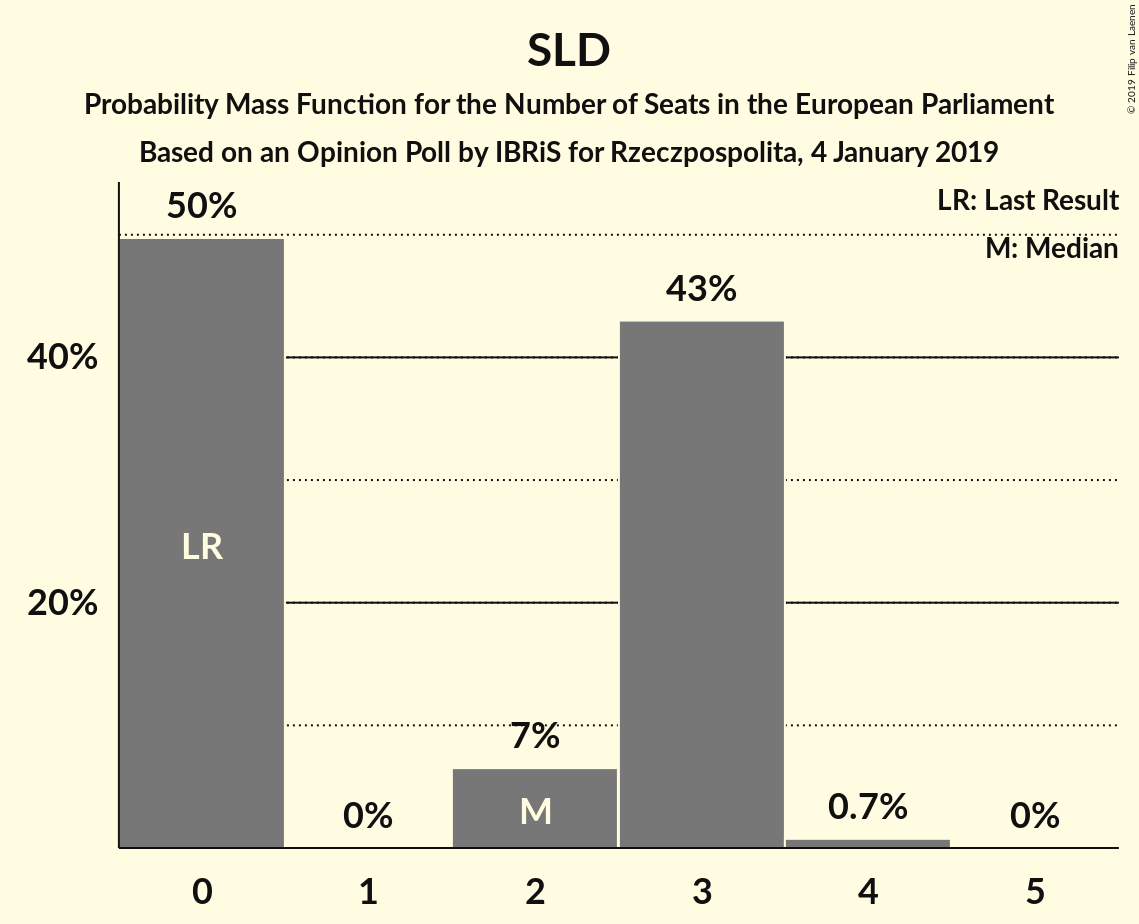 SLD
Probability Mass Function for the Number of Seats in the European Parliament
Based on an Opinion Poll by IBRiS for Rzeczpospolita, 4 January 2019
© 2019 Filip van Laenen
LR: Last Result
M: Median
50%
43%
40%
LR
20%
7%
M
0%
0.7%
0%
0 1 2 3 4 5